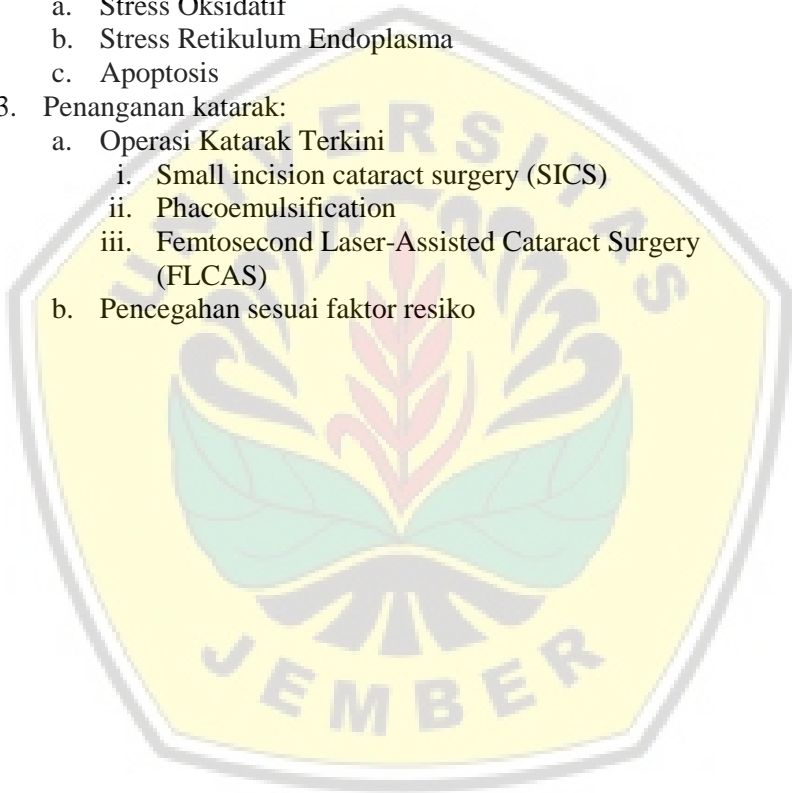 a. Stress Oksidatif
b. Stress Retikulum Endoplasma
c. Apoptosis
3. Penanganan katarak:
a. Operasi Katarak Terkini
i. Small incision cataract surgery (SICS)
ii. Phacoemulsification
iii. Femtosecond Laser-Assisted Cataract Surgery
(FLCAS)
b. Pencegahan sesuai faktor resiko
UNIVERSITAS
JEMBER